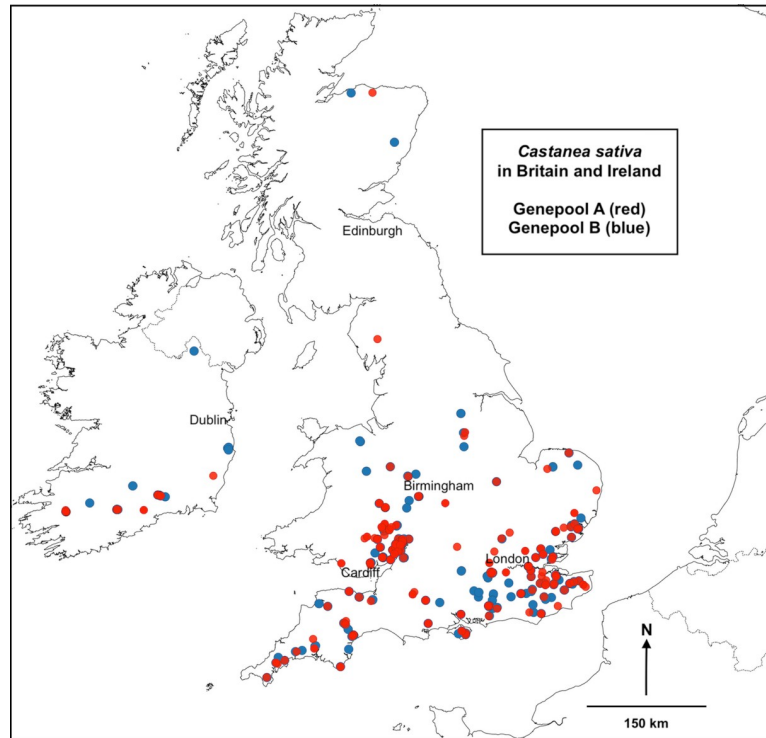 Castanea sativa
in Britain and Ireland
Genepool A (red)
Genepool B (blue)
Edinburgh
Dublin
Birmingham
London
Cardiff
N
150 km